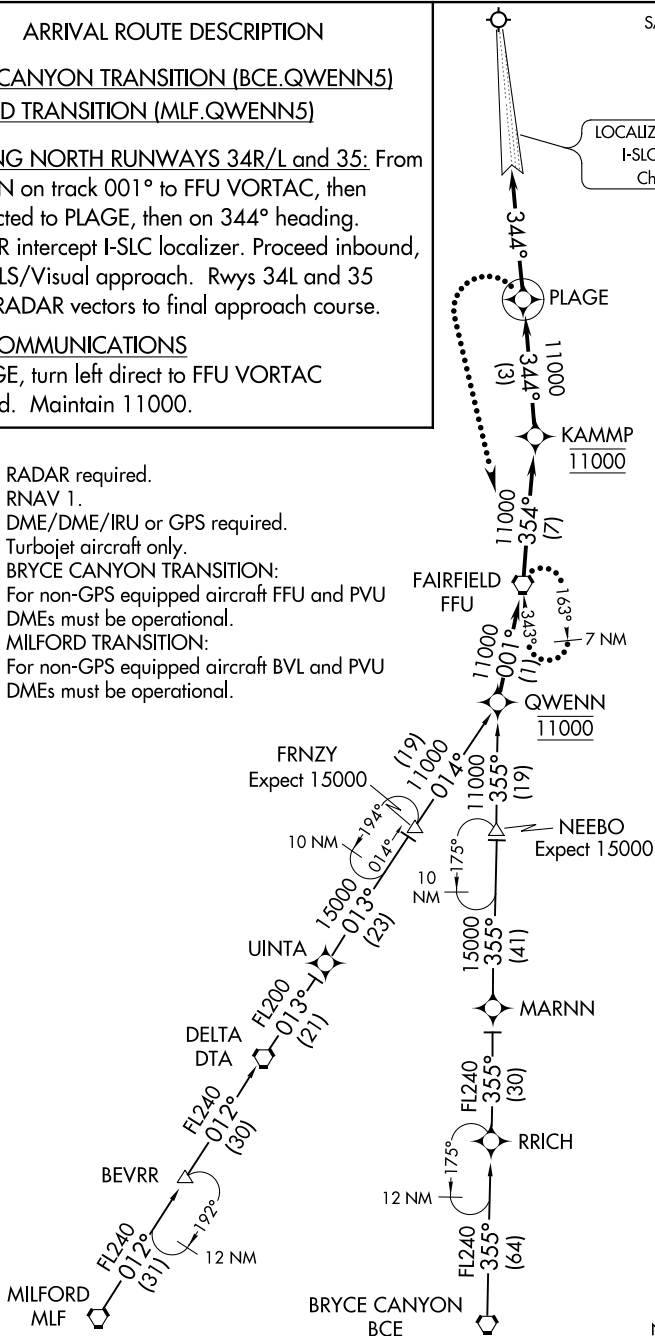 ARRIVAL ROUTE DESCRIPTION
CANYON TRANSITION (BCE.QWENN5)
D TRANSITION (MLF.QWENN5)
NG NORTH RUNWAYS 34R/L and 35: From
N on track 001° to FFU VORTAC, then
cted to PLAGE, then on 344° heading.
R intercept I-SLC localizer. Proceed inbound,
LS/Visual approach. Rwys 34L and 35
RADAR vectors to final approach course.
OMMUNICATIONS
GE, turn left direct to FFU VORTAC
d. Maintain 11000.
SA
LOCALIZ
I-SLC
Ch
344°
PLAGE
11000
344°
(3)
KAMMP
11000
RADAR required.
RNAV 1.
DME/DME/IRU or GPS required.
Turbojet aircraft only.
BRYCE CANYON TRANSITION:
For non-GPS equipped aircraft FFU and PVU
DMEs must be operational.
MILFORD TRANSITION:
For non-GPS equipped aircraft BVL and PVU
DMEs must be operational.
11000
354°
(7)
FAIRFIELD
FFU
163°
343°
7 NM
11000
001°
(1)
QWENN
11000
FRNZY
Expect 15000
(19)
11000
014°
194°
014°
10 NM
11000
355°
(19)
NEEBO
Expect 15000
175°
10
NM
15000
013°
(23)
15000
355°
(41)
UINTA
MARNN
FL200
013°
(21)
DELTA
DTA
FL240
355°
(30)
FL240
012°
(30)
RRICH
175°
12 NM
BEVRR
192°
12 NM
FL240
012°
(31)
FL240
355°
(64)
MILFORD
MLF
BRYCE CANYON
BCE
N